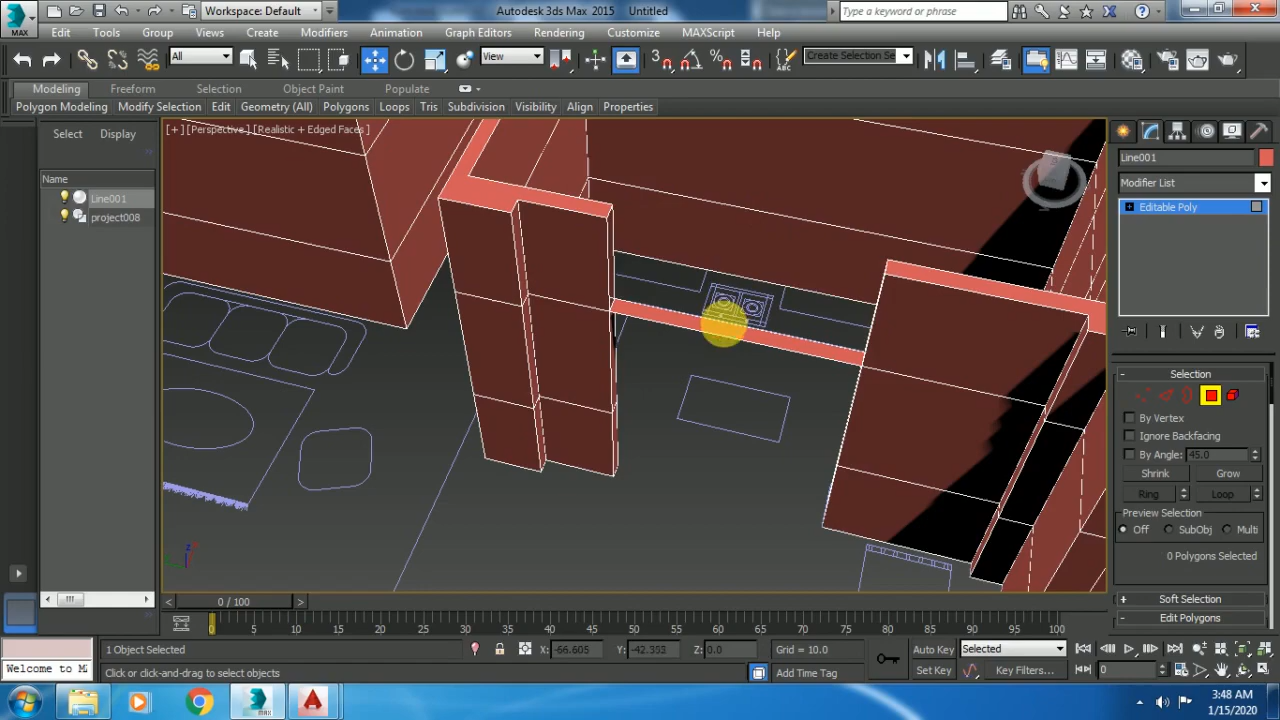 MAX
Workspace: Default
Autodesk 3ds Max 2015 Untitled
Type a keyword or phrase
Edit Tools Group Views Create Modifiers Animation Graph Editors Rendering Customize MAXScript Help
All
View
3
Create Selection Se
Modeling Freeform Selection Object Paint Populate
Polygon Modeling Modify Selection Edit Geometry (All) Polygons Loops Tris Subdivision Visibility Align Properties
Select Display
[+] [Perspective] [Realistic + Edged Faces]
Name
Line001
project008
Line001
Modifier List
Editable Poly
Selection
By Vertex
Ignore Backfacing
By Angle: 45.0
Shrink Grow
Ring Loop
Preview Selection
Off SubObj Multi
0 Polygons Selected
Soft Selection
Edit Polygons
0 / 100
0 5 10 15 20 25 30 35 40 45 50 55 60 65 70 75 80 85 90 95 100
1 Object Selected
X: -66.605 Y: -42.353 Z: 0.0 Grid = 10.0
Auto Key Selected
Welcome to M
Click or click-and-drag to select objects
Add Time Tag
Set Key Key Filters...
0
3:48 AM
1/15/2020